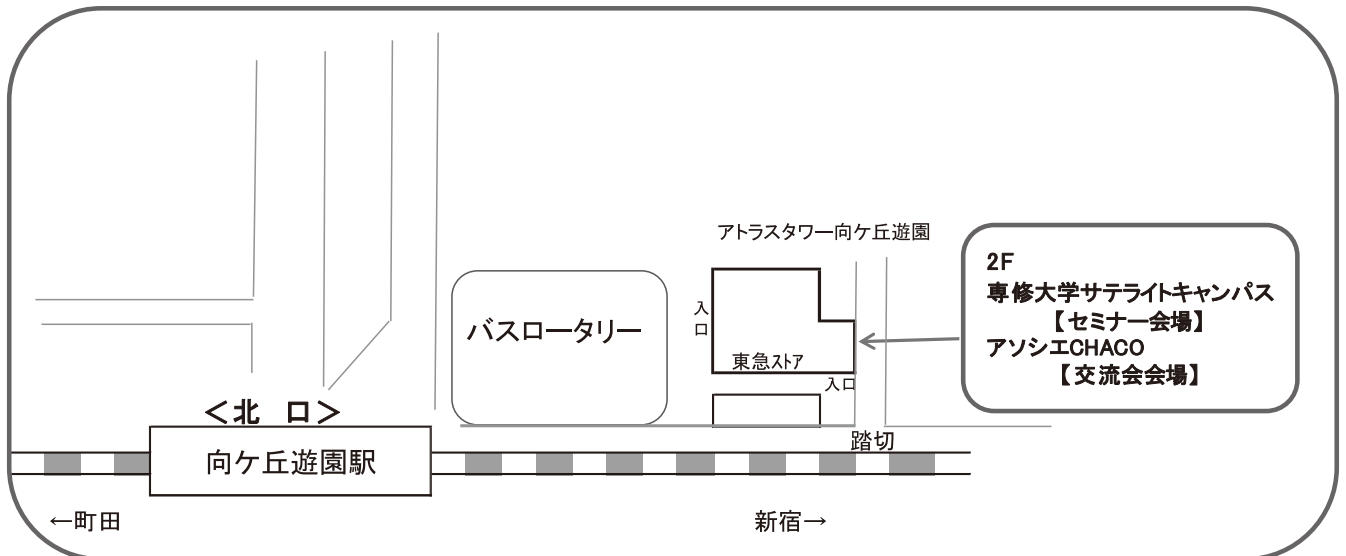 アトラスタワー向ケ丘遊園
2F
専修大学サテライトキャンパス
【セミナー会場】
アソシエCHACO
【交流会会場】
入口
バスロータリー
東急ストア
入口
＜北　口＞
踏切
向ケ丘遊園駅
←町田
新宿→